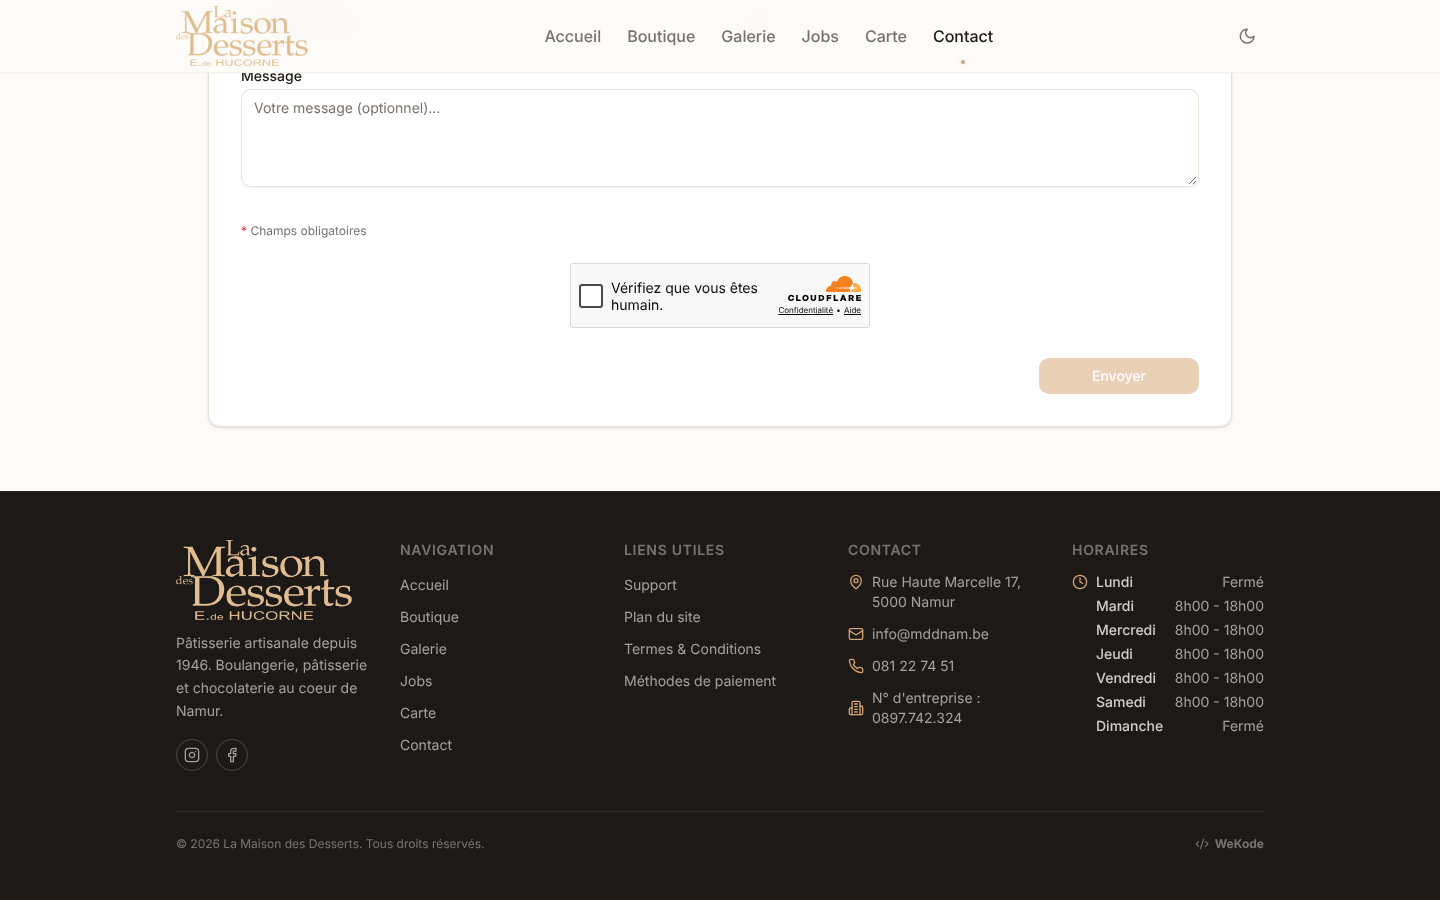 La
Maison
des
Desserts
E.de HUCORNE
Accueil
Boutique
Galerie
Jobs
Carte
Contact
Message
Votre message (optionnel)...
* Champs obligatoires
Vérifiez que vous êtes
humain.
CLOUDFLARE
Confidentialité • Aide
Envoyer
La
Maison
des
Desserts
E.de HUCORNE
Pâtisserie artisanale depuis
1946. Boulangerie, pâtisserie
et chocolaterie au coeur de
Namur.
NAVIGATION
Accueil
Boutique
Galerie
Jobs
Carte
Contact
LIENS UTILES
Support
Plan du site
Termes & Conditions
Méthodes de paiement
CONTACT
Rue Haute Marcelle 17,
5000 Namur
info@mddnam.be
081 22 74 51
N° d'entreprise :
0897.742.324
HORAIRES
Lundi Fermé
Mardi 8h00 - 18h00
Mercredi 8h00 - 18h00
Jeudi 8h00 - 18h00
Vendredi 8h00 - 18h00
Samedi 8h00 - 18h00
Dimanche Fermé
© 2026 La Maison des Desserts. Tous droits réservés.
WeKode